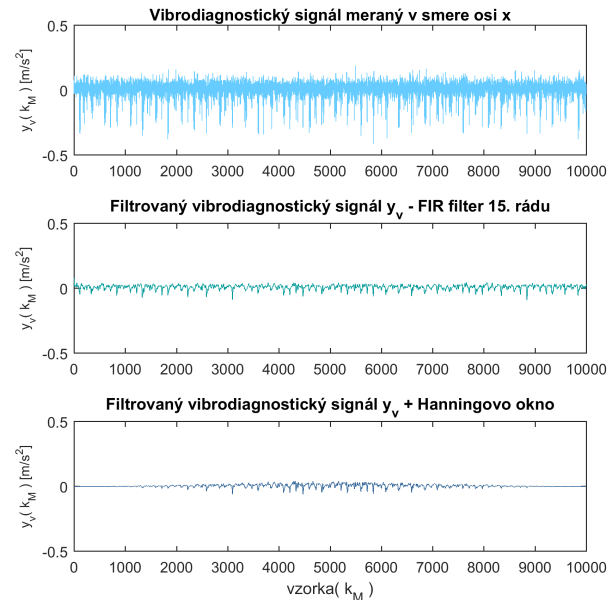 Vibrodiagnostický signál meraný v smere osi x
0.5
0
-0.5
y_v( k_M ) [m/s²]
0 1000 2000 3000 4000 5000 6000 7000 8000 9000 10000
Filtrovaný vibrodiagnostický signál y_v - FIR filter 15. rádu
0.5
0
-0.5
y_v( k_M ) [m/s²]
0 1000 2000 3000 4000 5000 6000 7000 8000 9000 10000
Filtrovaný vibrodiagnostický signál y_v + Hanningovo okno
0.5
0
-0.5
y_v( k_M ) [m/s²]
0 1000 2000 3000 4000 5000 6000 7000 8000 9000 10000
vzorka( k_M )